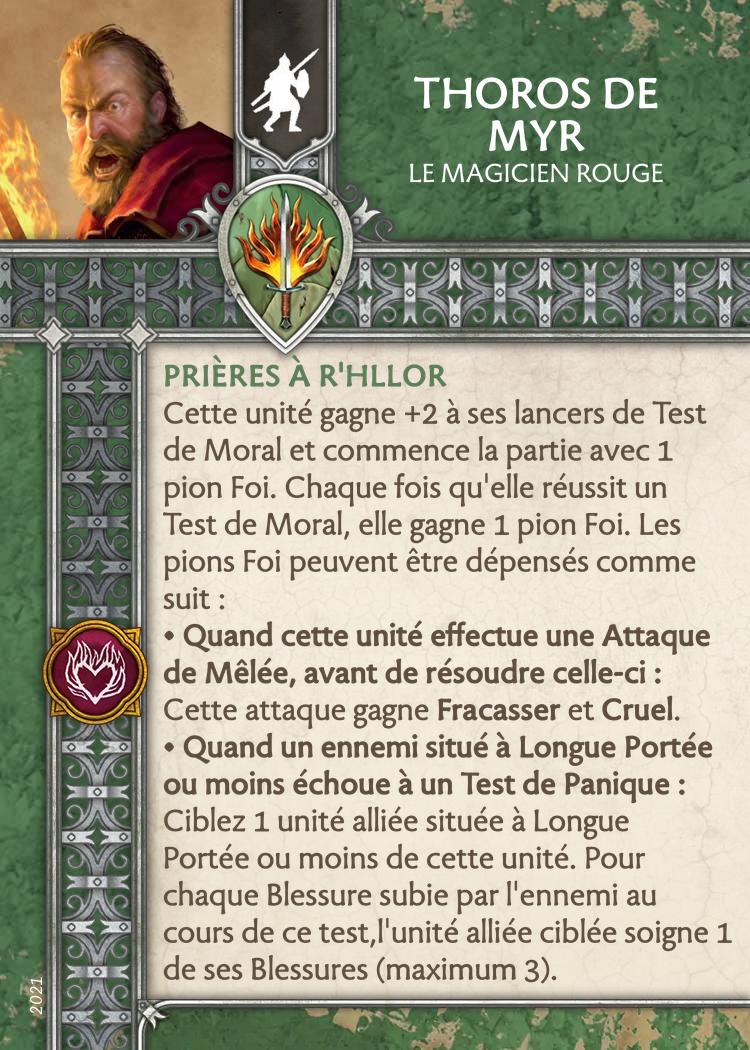 THOROS DE
MYR
LE MAGICIEN ROUGE
PRIÈRES À R'HLLOR
Cette unité gagne +2 à ses lancers de Test
de Moral et commence la partie avec 1
pion Foi. Chaque fois qu'elle réussit un
Test de Moral, elle gagne 1 pion Foi. Les
pions Foi peuvent être dépensés comme
suit :
• Quand cette unité effectue une Attaque
de Mêlée, avant de résoudre celle-ci :
Cette attaque gagne Fracasser et Cruel.
• Quand un ennemi situé à Longue Portée
ou moins échoue à un Test de Panique :
Ciblez 1 unité alliée située à Longue
Portée ou moins de cette unité. Pour
chaque Blessure subie par l'ennemi au
cours de ce test,l'unité alliée ciblée soigne 1
de ses Blessures (maximum 3).
2021